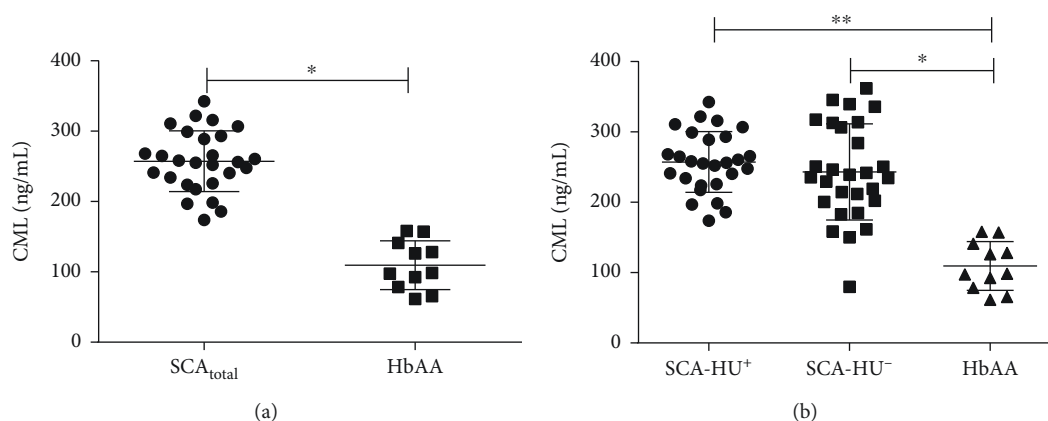 CML (ng/mL)
400
300
200
100
0
*
SCA_total
HbAA
(a)
CML (ng/mL)
400
300
200
100
0
**
*
SCA-HU⁺
SCA-HU⁻
HbAA
(b)